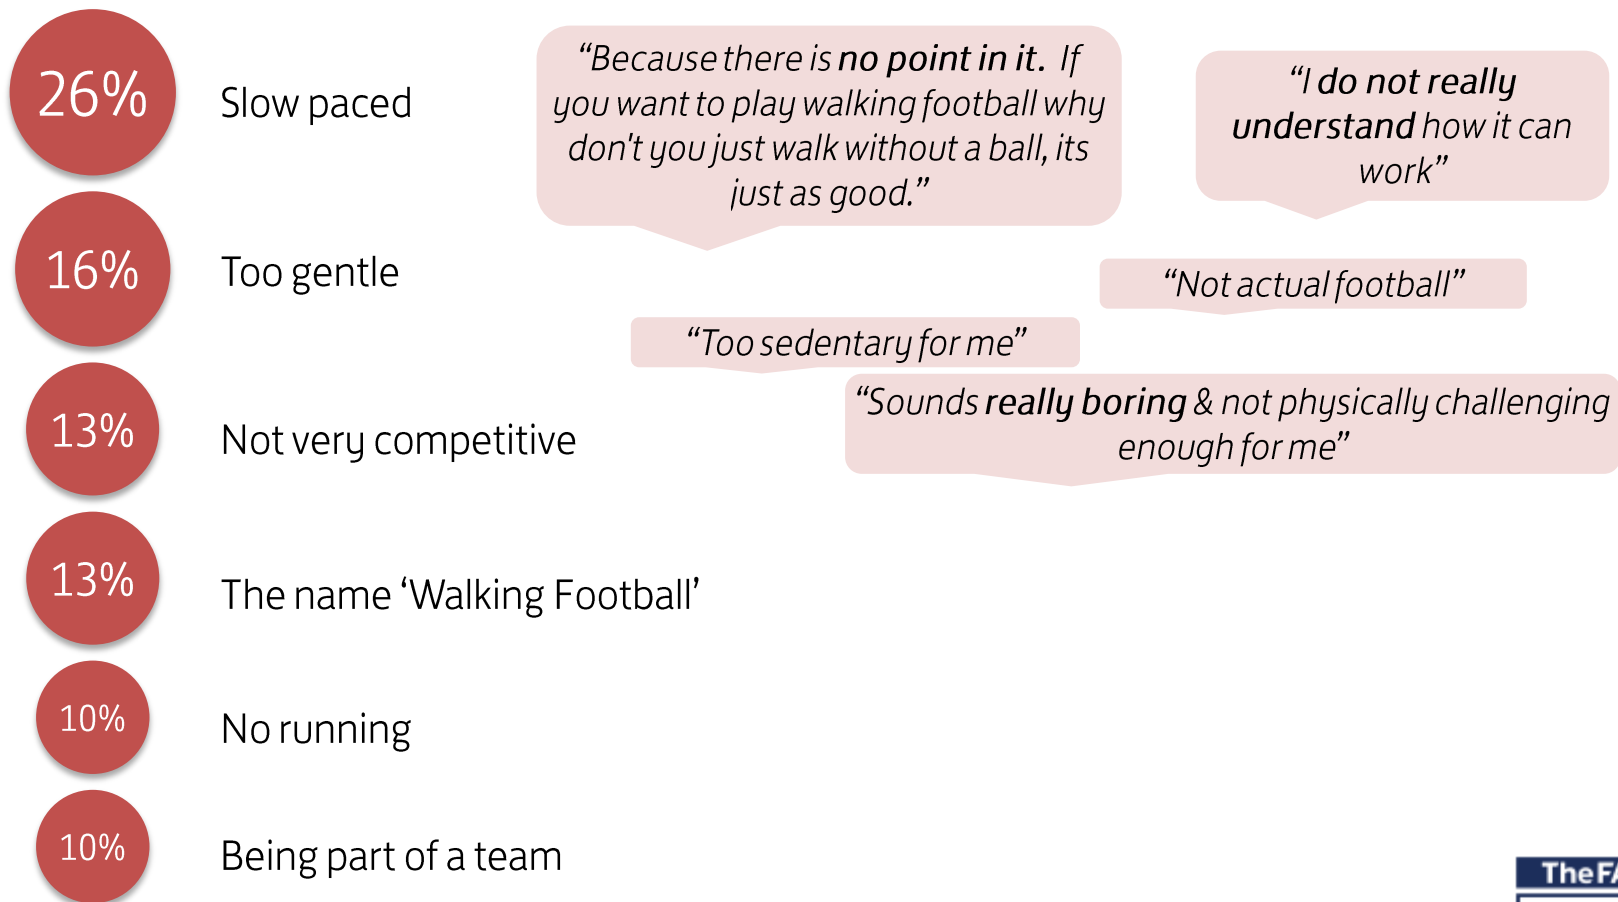 26%
Slow paced
16%
Too gentle
13%
Not very competitive
13%
The name ‘Walking Football’
10%
No running
10%
Being part of a team
“Because there is no point in it. If
you want to play walking football why
don't you just walk without a ball, its
just as good.”
“I do not really
understand how it can
work”
“Not actual football”
“Too sedentary for me”
“Sounds really boring & not physically challenging
enough for me”
The FA